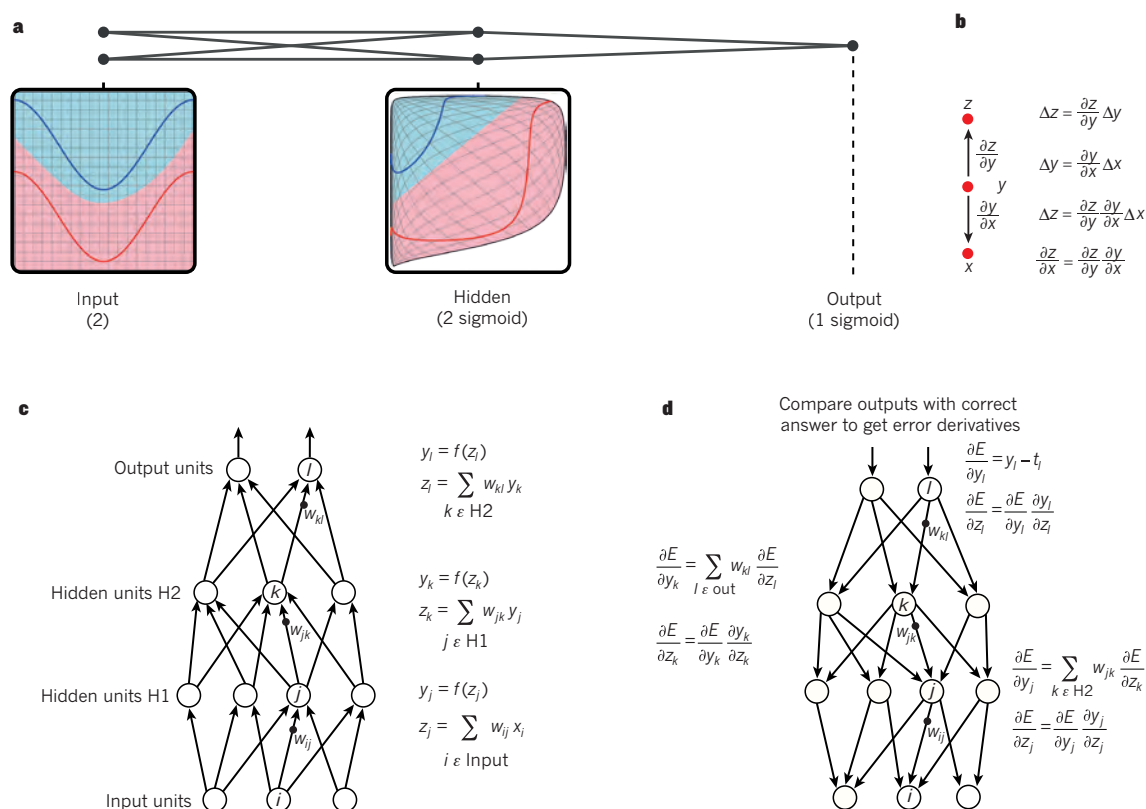 a
Input
(2)
Hidden
(2 sigmoid)
Output
(1 sigmoid)
b
z
∂z/∂y
y
∂y/∂x
x
Δz = ∂z/∂y Δy
Δy = ∂y/∂x Δx
Δz = ∂z/∂y ∂y/∂x Δx
∂z/∂x = ∂z/∂y ∂y/∂x
c
Output units
l
w_kl
y_l = f(z_l)
z_l = ∑ w_kl y_k
k ε H2
Hidden units H2
k
w_jk
y_k = f(z_k)
z_k = ∑ w_jk y_j
j ε H1
Hidden units H1
j
w_ij
y_j = f(z_j)
z_j = ∑ w_ij x_i
i ε Input
Input units
i
d
Compare outputs with correct
answer to get error derivatives
l
w_kl
∂E/∂y_l = y_l − t_l
∂E/∂z_l = ∂E/∂y_l ∂y_l/∂z_l
∂E/∂y_k = ∑ w_kl ∂E/∂z_l
l ε out
∂E/∂z_k = ∂E/∂y_k ∂y_k/∂z_k
k
w_jk
∂E/∂y_j = ∑ w_jk ∂E/∂z_k
k ε H2
∂E/∂z_j = ∂E/∂y_j ∂y_j/∂z_j
j
w_ij
i